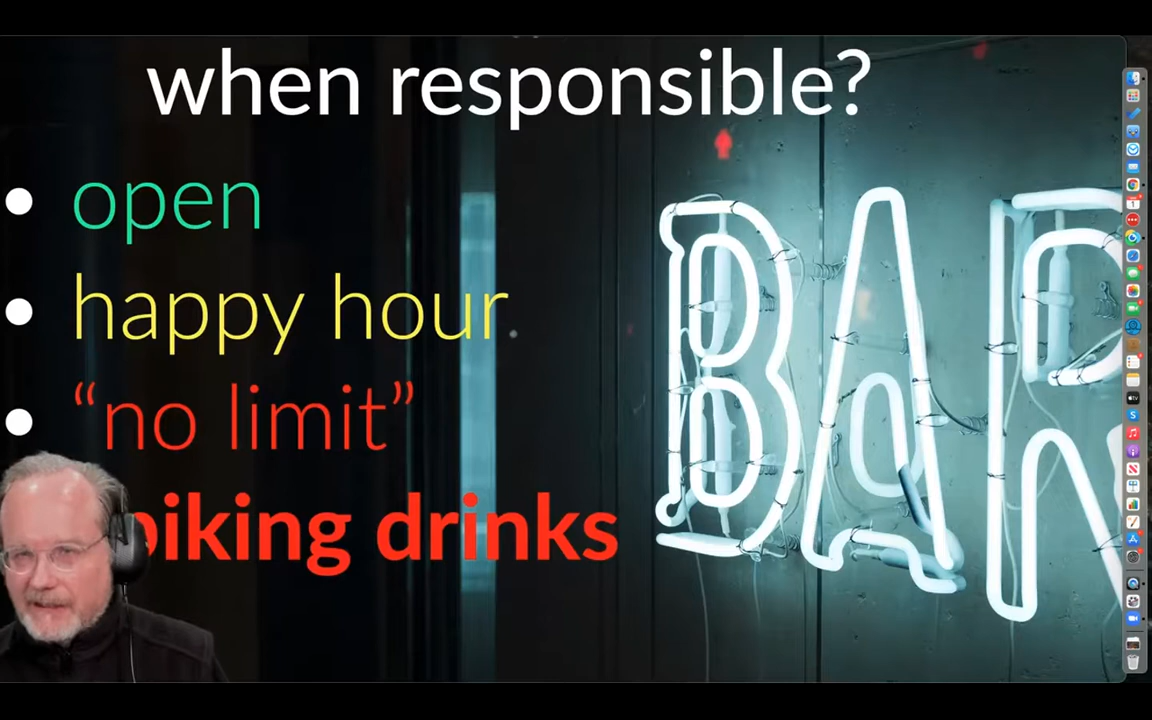 when responsible?
• open
• happy hour
• “no limit”
piking drinks
BAR